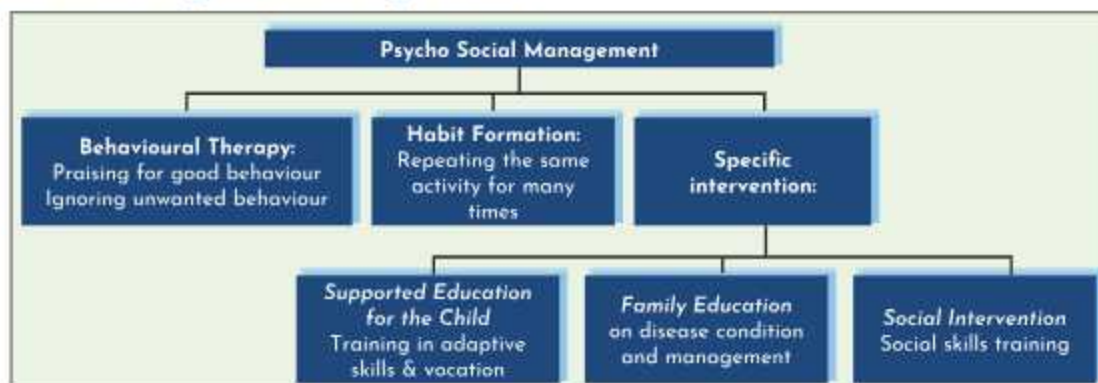 Psycho Social Management
Behavioural Therapy:
Praising for good behaviour
Ignoring unwanted behaviour
Habit Formation:
Repeating the same
activity for many
times
Specific
intervention:
Supported Education
for the Child
Training in adaptive
skills & vocation
Family Education
on disease condition
and management
Social Intervention
Social skills training